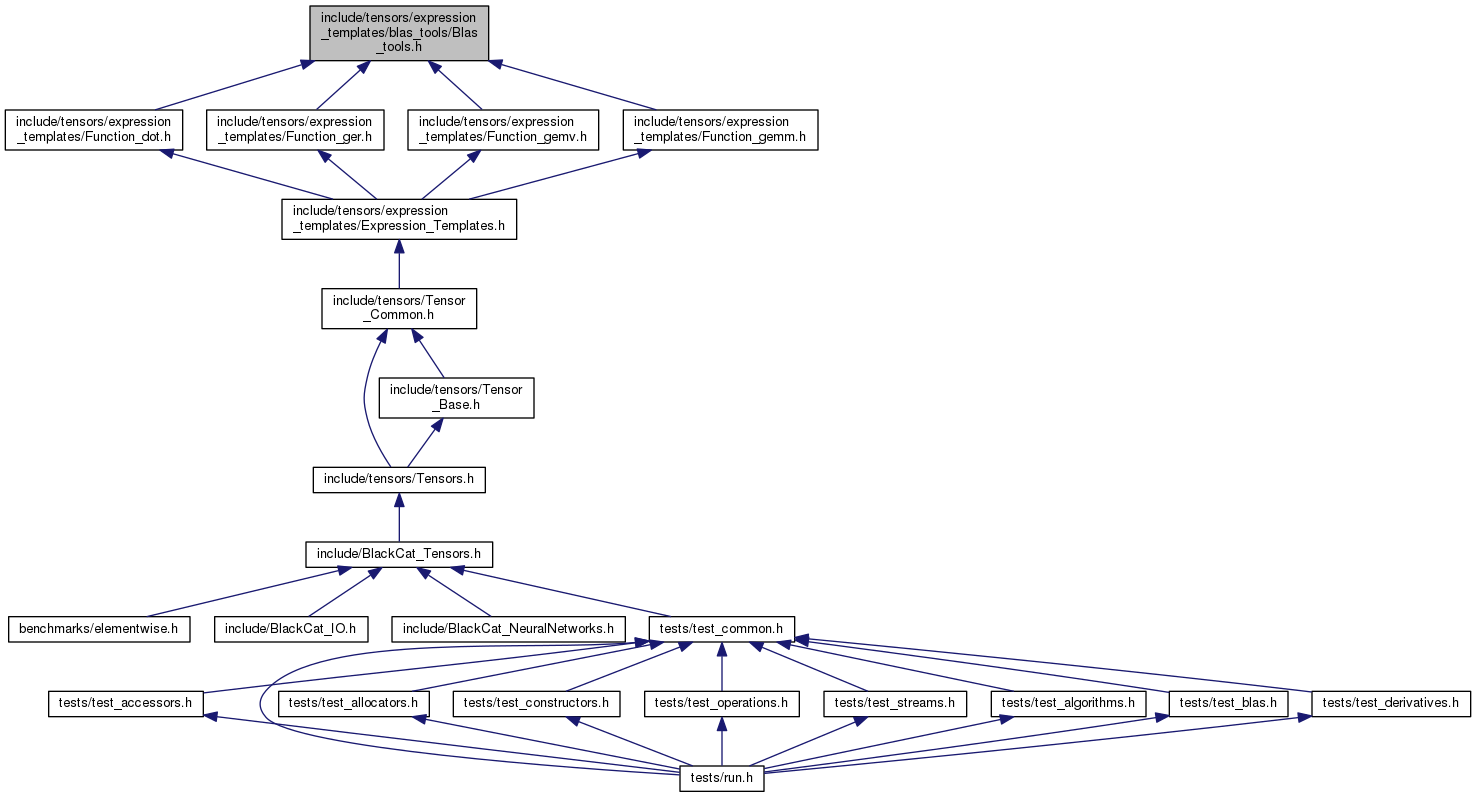 include/tensors/expression
_templates/blas_tools/Blas
_tools.h
include/tensors/expression
_templates/Function_dot.h
include/tensors/expression
_templates/Function_ger.h
include/tensors/expression
_templates/Function_gemv.h
include/tensors/expression
_templates/Function_gemm.h
include/tensors/expression
_templates/Expression_Templates.h
include/tensors/Tensor
_Common.h
include/tensors/Tensor
_Base.h
include/tensors/Tensors.h
include/BlackCat_Tensors.h
benchmarks/elementwise.h
include/BlackCat_IO.h
include/BlackCat_NeuralNetworks.h
tests/test_common.h
tests/test_accessors.h
tests/test_allocators.h
tests/test_constructors.h
tests/test_operations.h
tests/test_streams.h
tests/test_algorithms.h
tests/test_blas.h
tests/test_derivatives.h
tests/run.h